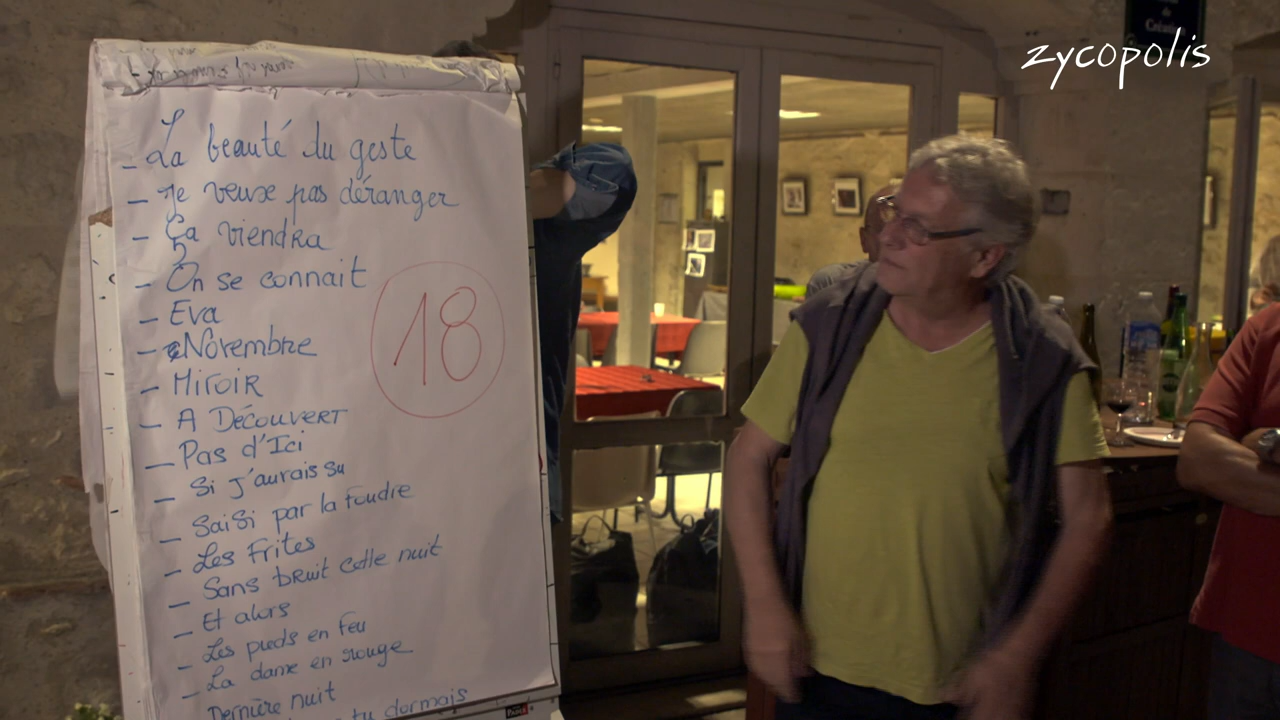 zycopolis
- La beauté du geste
- Je veux pas déranger
- Ça viendra
- On se connait
- Eva
- Novembre
- Miroir
- A Découvert
- Pas d'Ici
- Si j'aurais su
- Saisi par la foudre
- Les Frites
- Sans bruit cette nuit
- Et alors
- Les pieds en feu
- La dame en rouge
- Dernière nuit
tu dormais
18